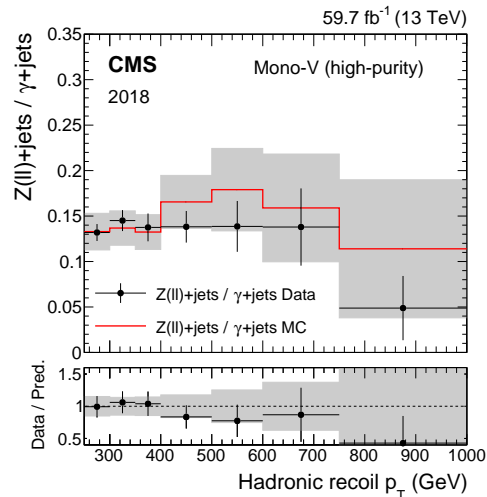 59.7 fb⁻¹ (13 TeV)
Z(ll)+jets / γ+jets
0.35
0.3
0.25
0.2
0.15
0.1
0.05
0
CMS
2018
Mono-V (high-purity)
Z(ll)+jets / γ+jets Data
Z(ll)+jets / γ+jets MC
Data / Pred.
1.5
1
0.5
300 400 500 600 700 800 900 1000
Hadronic recoil p_T (GeV)